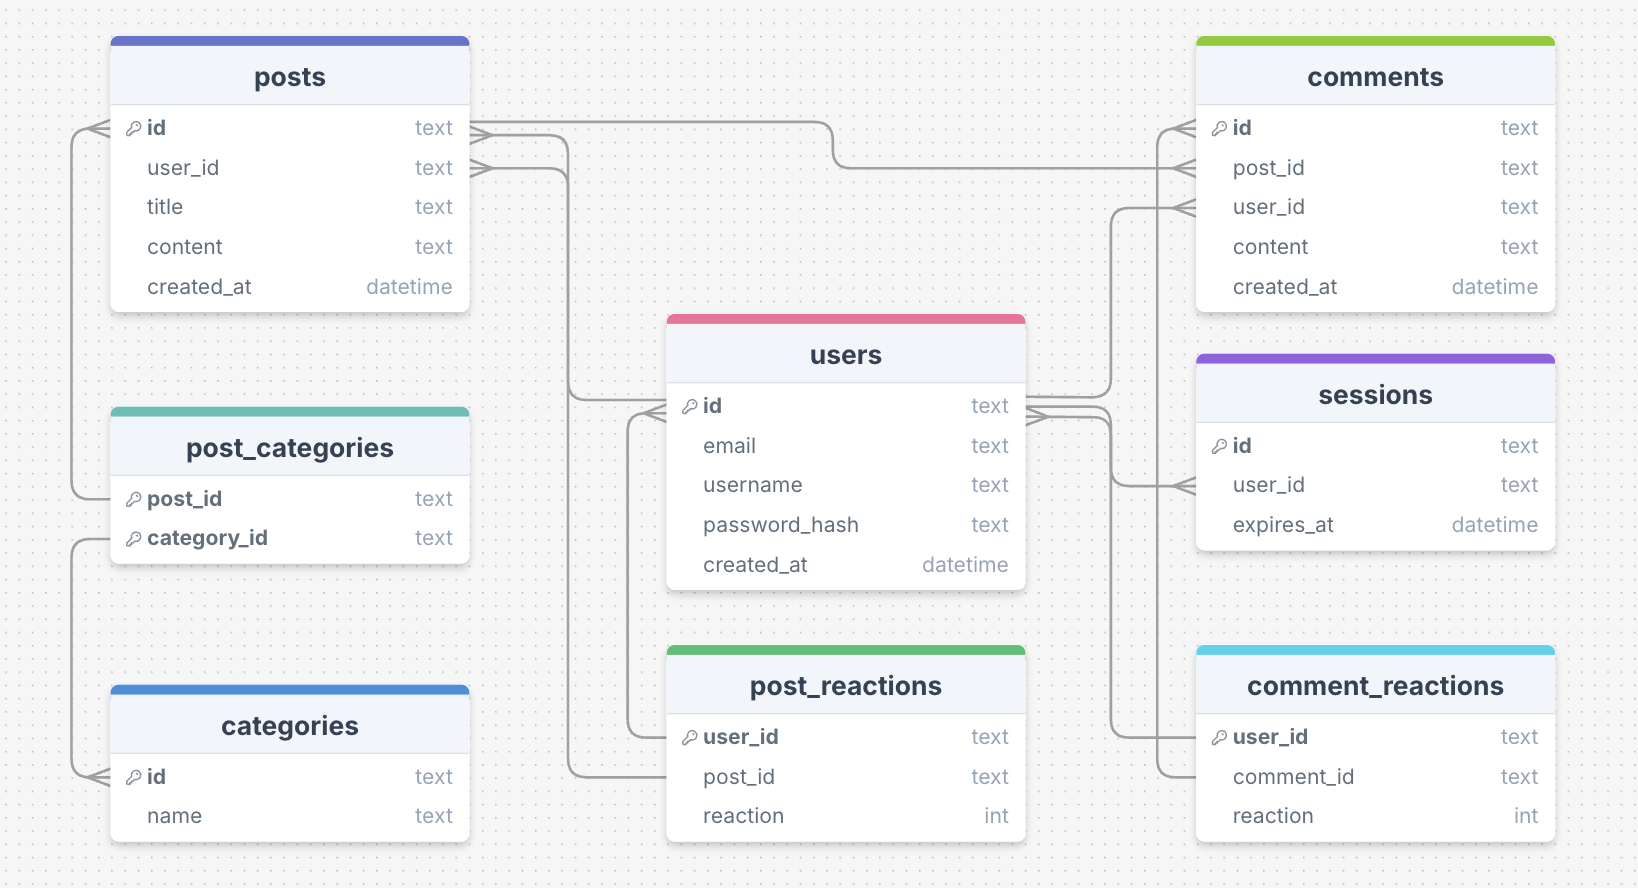 posts
id text
user_id text
title text
content text
created_at datetime
comments
id text
post_id text
user_id text
content text
created_at datetime
users
id text
email text
username text
password_hash text
created_at datetime
sessions
id text
user_id text
expires_at datetime
post_categories
post_id text
category_id text
categories
id text
name text
post_reactions
user_id text
post_id text
reaction int
comment_reactions
user_id text
comment_id text
reaction int